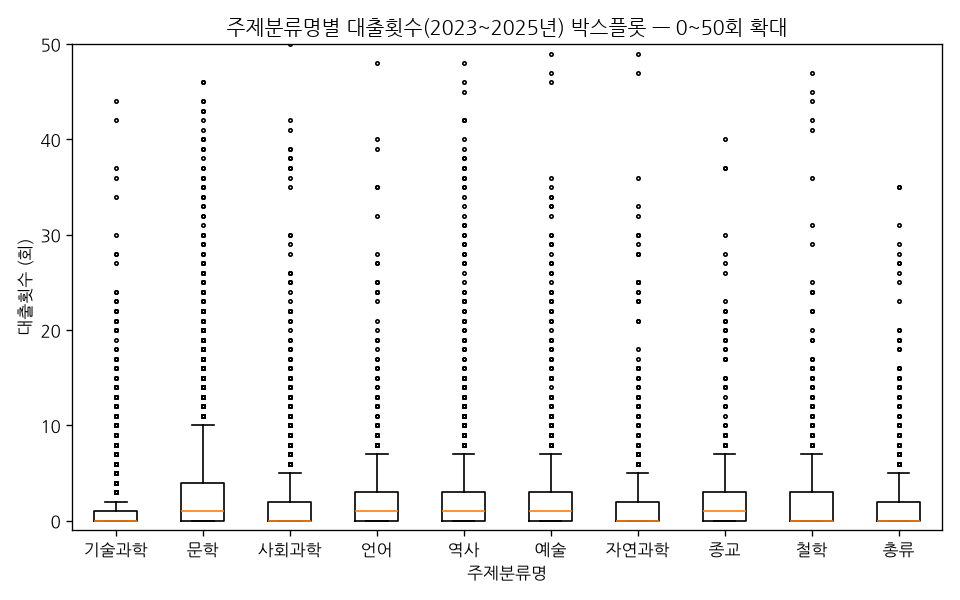 주제분류명별 대출횟수(2023~2025년) 박스플롯 — 0~50회 확대
대출횟수 (회)
50
40
30
20
10
0
기술과학 문학 사회과학 언어 역사 예술 자연과학 종교 철학 총류
주제분류명